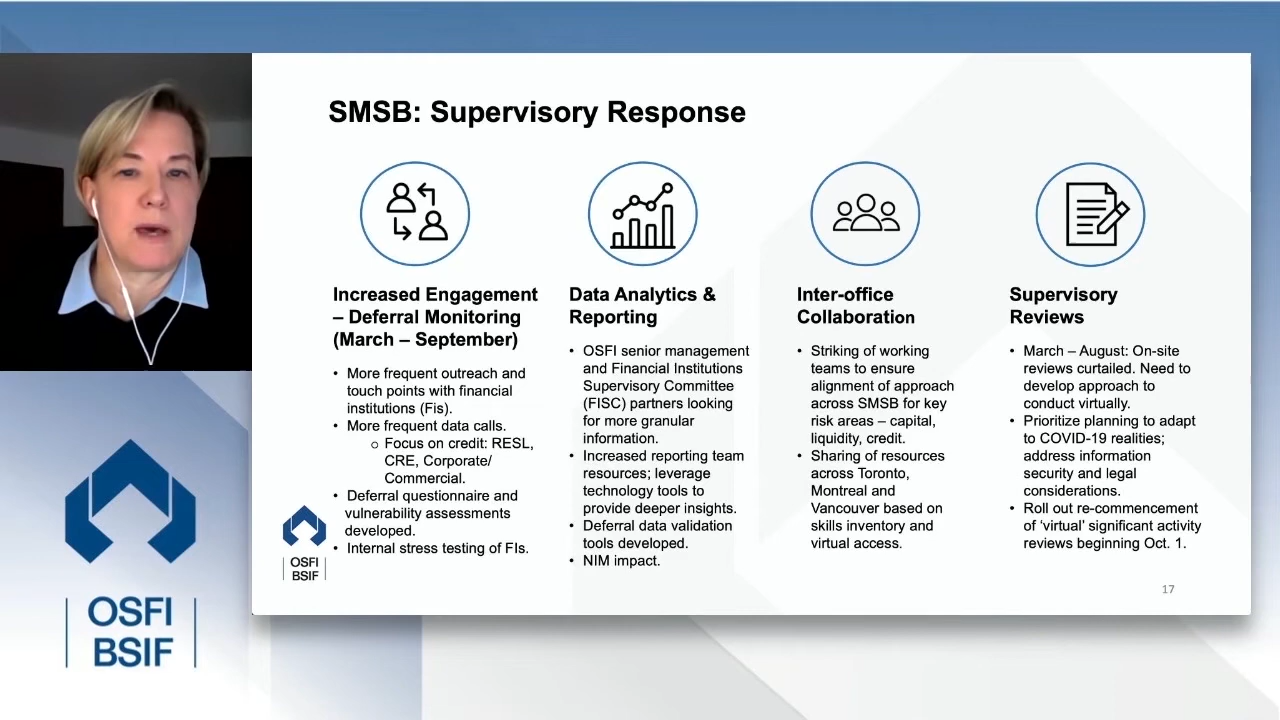 SMSB: Supervisory Response
Increased Engagement
– Deferral Monitoring
(March – September)
• More frequent outreach and
touch points with financial
institutions (Fis).
• More frequent data calls.
o Focus on credit: RESL,
CRE, Corporate/
Commercial.
• Deferral questionnaire and
vulnerability assessments
developed.
• Internal stress testing of FIs.
Data Analytics &
Reporting
• OSFI senior management
and Financial Institutions
Supervisory Committee
(FISC) partners looking
for more granular
information.
• Increased reporting team
resources; leverage
technology tools to
provide deeper insights.
• Deferral data validation
tools developed.
• NIM impact.
Inter-office
Collaboration
• Striking of working
teams to ensure
alignment of approach
across SMSB for key
risk areas – capital,
liquidity, credit.
• Sharing of resources
across Toronto,
Montreal and
Vancouver based on
skills inventory and
virtual access.
Supervisory
Reviews
• March – August: On-site
reviews curtailed. Need to
develop approach to
conduct virtually.
• Prioritize planning to adapt
to COVID-19 realities;
address information
security and legal
considerations.
• Roll out re-commencement
of ‘virtual’ significant activity
reviews beginning Oct. 1.
OSFI
BSIF
17
OSFI
BSIF